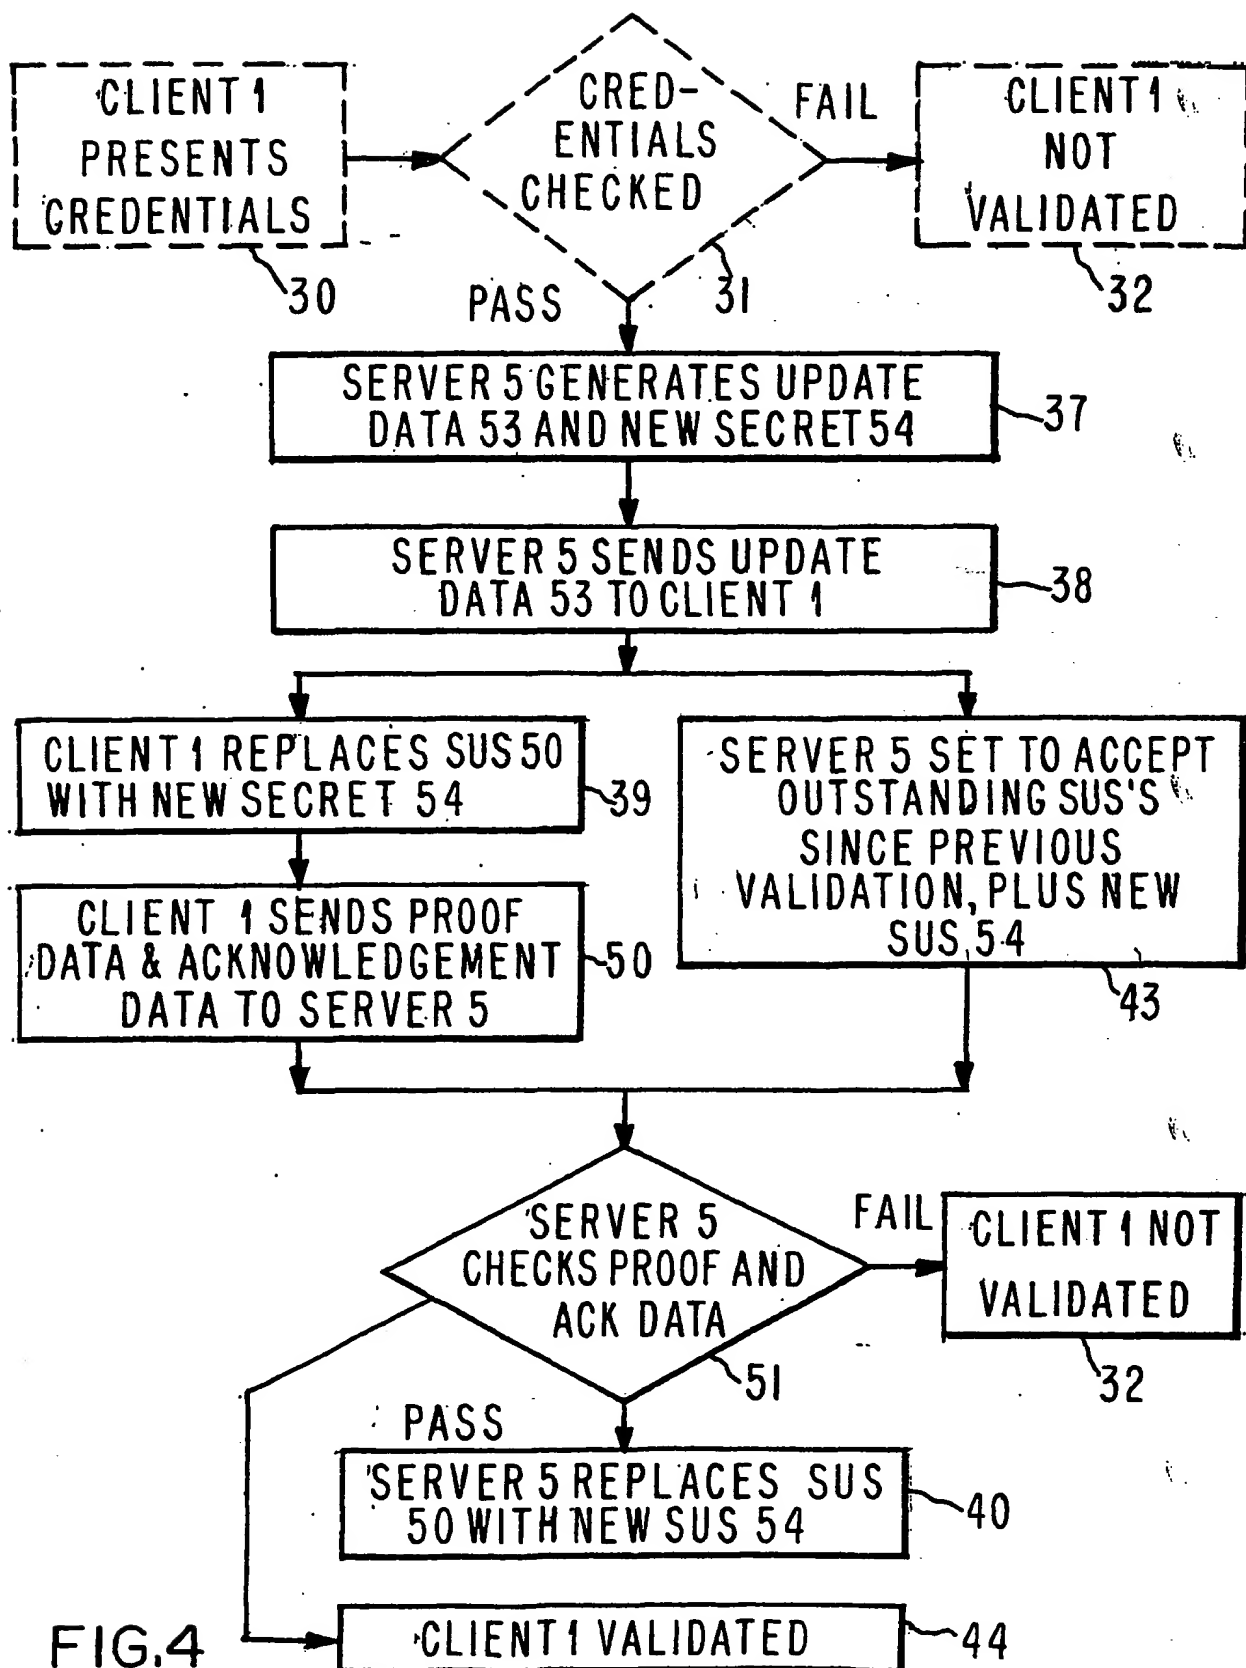 CLIENT 1
PRESENTS
CREDENTIALS
30
CRED-
ENTIALS
CHECKED
31
FAIL
CLIENT 1
NOT
VALIDATED
32
PASS
SERVER 5 GENERATES UPDATE
DATA 53 AND NEW SECRET 54
37
SERVER 5 SENDS UPDATE
DATA 53 TO CLIENT 1
38
CLIENT 1 REPLACES SUS 50
WITH NEW SECRET 54
39
SERVER 5 SET TO ACCEPT
OUTSTANDING SUS'S
SINCE PREVIOUS
VALIDATION, PLUS NEW
SUS 54
43
CLIENT 1 SENDS PROOF
DATA & ACKNOWLEDGEMENT
DATA TO SERVER 5
50
SERVER 5
CHECKS PROOF AND
ACK DATA
51
FAIL
CLIENT 1 NOT
VALIDATED
32
PASS
SERVER 5 REPLACES SUS
50 WITH NEW SUS 54
40
CLIENT 1 VALIDATED
44
FIG.4